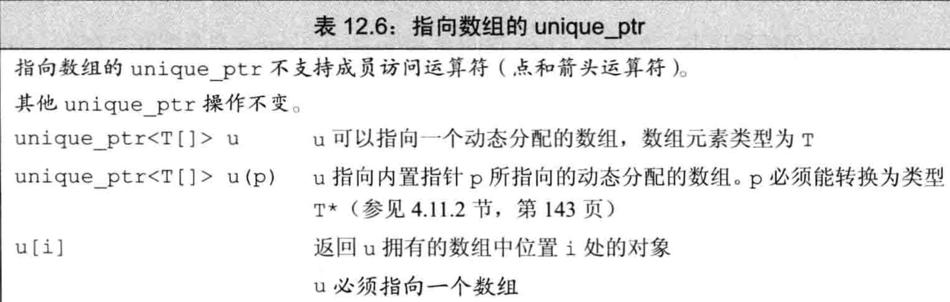 表 12.6：指向数组的 unique_ptr
指向数组的 unique_ptr 不支持成员访问运算符（点和箭头运算符）。
其他 unique_ptr 操作不变。
unique_ptr<T[]> u u 可以指向一个动态分配的数组，数组元素类型为 T
unique_ptr<T[]> u(p) u 指向内置指针 p 所指向的动态分配的数组。p 必须能转换为类型
T*（参见 4.11.2 节，第 143 页）
u[i] 返回 u 拥有的数组中位置 i 处的对象
u 必须指向一个数组